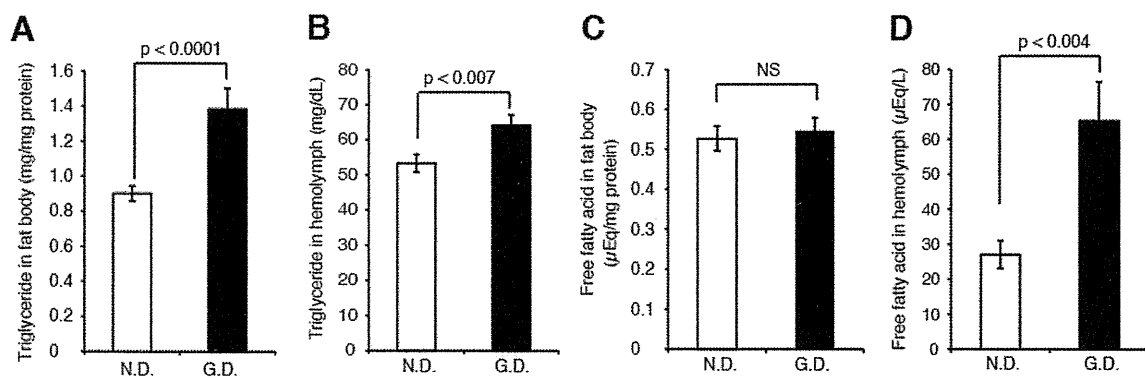 A
p < 0.0001
Triglyceride in fat body (mg/mg protein)
1.6
1.4
1.2
1.0
0.8
0.6
0.4
0.2
0
N.D.
G.D.
B
p < 0.007
Triglyceride in hemolymph (mg/dL)
80
70
60
50
40
30
20
10
0
N.D.
G.D.
C
NS
Free fatty acid in fat body
(µEq/mg protein)
0.7
0.6
0.5
0.4
0.3
0.2
0.1
0
N.D.
G.D.
D
p < 0.004
Free fatty acid in hemolymph (µEq/L)
80
70
60
50
40
30
20
10
0
N.D.
G.D.